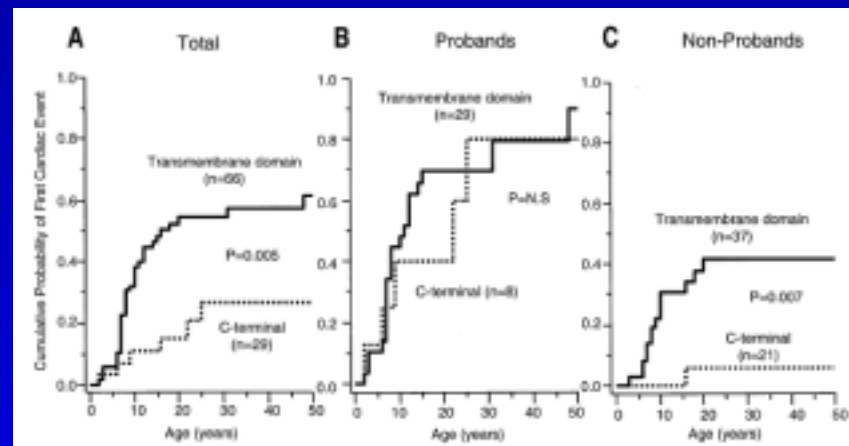 A Total
B Probands
C Non-Probands
Cumulative Probability of First Cardiac Event
1.0
0.8
0.6
0.4
0.2
0.0
Transmembrane domain
(n=66)
P=0.005
C-terminal
(n=29)
0 10 20 30 40 50
Age (years)
1.0
0.8
0.6
0.4
0.2
0.0
Transmembrane domain
(n=29)
P=N.S
C-terminal (n=8)
0 10 20 30 40 50
Age (years)
1.0
0.8
0.6
0.4
0.2
0.0
Transmembrane domain
(n=37)
P=0.007
C-terminal
(n=21)
0 10 20 30 40 50
Age (years)